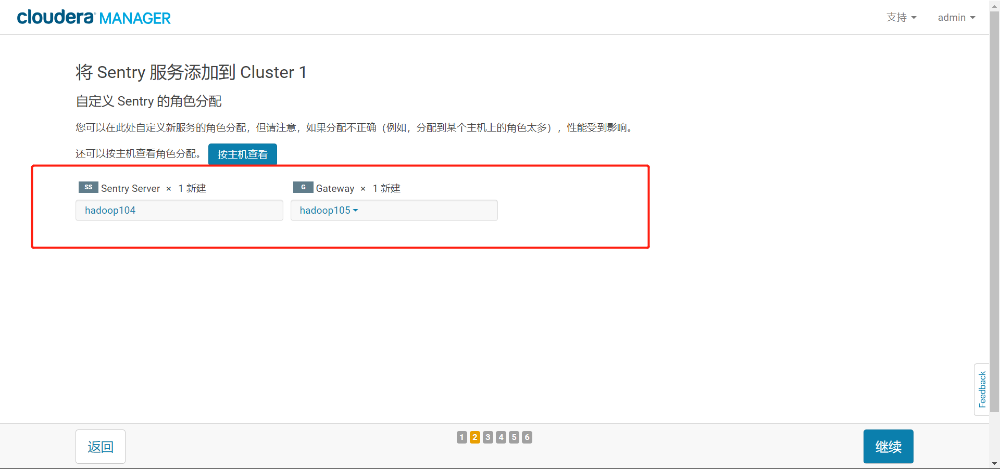 cloudera MANAGER
支持 admin
将 Sentry 服务添加到 Cluster 1
自定义 Sentry 的角色分配
您可以在此处自定义新服务的角色分配，但请注意，如果分配不正确（例如，分配到某个主机上的角色太多），性能受到影响。
还可以按主机查看角色分配。 按主机查看
SS Sentry Server × 1 新建 G Gateway × 1 新建
hadoop104 hadoop105
Feedback
返回 1 2 3 4 5 6 继续